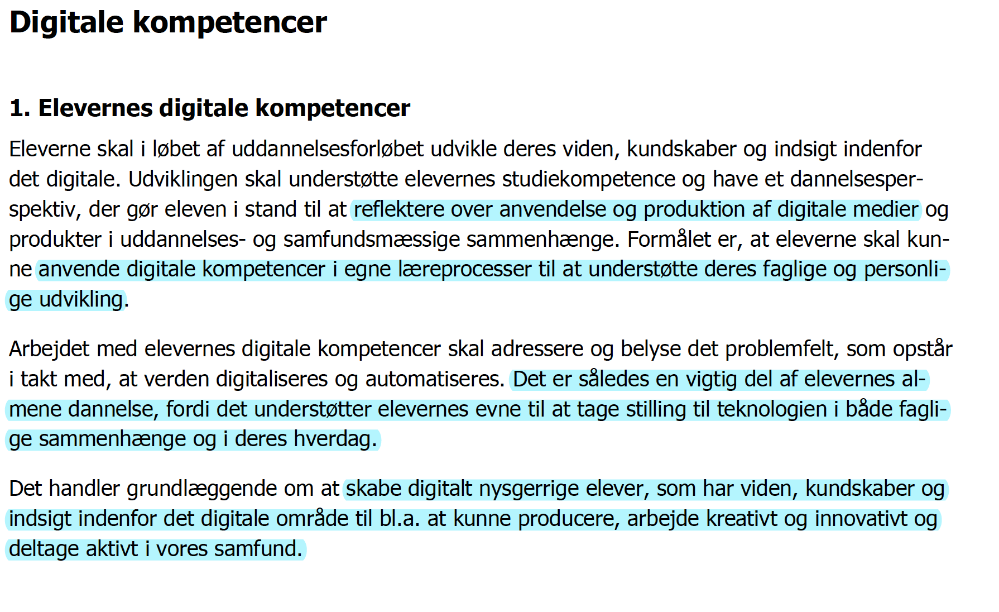 Digitale kompetencer
1. Elevernes digitale kompetencer
Eleverne skal i løbet af uddannelsesforløbet udvikle deres viden, kundskaber og indsigt indenfor
det digitale. Udviklingen skal understøtte elevernes studiekompetence og have et dannelsesper-
spektiv, der gør eleven i stand til at reflektere over anvendelse og produktion af digitale medier og
produkter i uddannelses- og samfundsmæssige sammenhænge. Formålet er, at eleverne skal kun-
ne anvende digitale kompetencer i egne læreprocesser til at understøtte deres faglige og personli-
ge udvikling.
Arbejdet med elevernes digitale kompetencer skal adressere og belyse det problemfelt, som opstår
i takt med, at verden digitaliseres og automatiseres. Det er således en vigtig del af elevernes al-
mene dannelse, fordi det understøtter elevernes evne til at tage stilling til teknologien i både fagli-
ge sammenhænge og i deres hverdag.
Det handler grundlæggende om at skabe digitalt nysgerrige elever, som har viden, kundskaber og
indsigt indenfor det digitale område til bl.a. at kunne producere, arbejde kreativt og innovativt og
deltage aktivt i vores samfund.